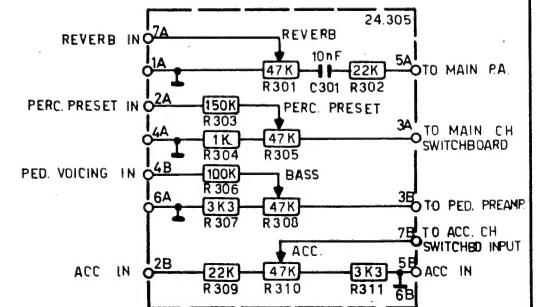 24.305
REVERB IN 7A REVERB
1A 47K 10nF 22K 5A TO MAIN P.A.
R301 C301 R302
PERC. PRESET IN 2A 150K PERC. PRESET
R303
4A 1K 47K 3A TO MAIN CH
SWITCHBOARD
R304 R305
PED. VOICING IN 4B 100K BASS
R306
6A 3K3 47K 3B TO PED. PREAMP.
R307 R308
7B TO ACC. CH
SWITCHBD INPUT
ACC.
ACC IN 2B 22K 47K 3K3 5B ACC IN
R309 R310 R311 6B